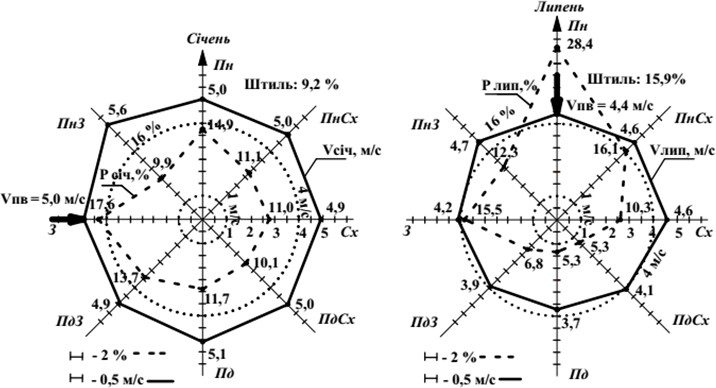 Січень
Пн
Штиль: 9,2 %
5,0
5,6
5,0
ПнЗ
ПнСх
16 %
14,9
9,9
11,1
Vсіч, м/с
Р січ,%
Vпв = 5,0 м/с
17,6
4 м/с
1 м/с
11,0
4,9
З
1
2
3
4
5
Сх
13,7
10,1
4,9
11,7
5,0
ПдЗ
ПдСх
5,1
Пд
- 2 %
- 0,5 м/с
Липень
Пн
28,4
Р лип,%
Штиль: 15,9%
16 %
Vпв = 4,4 м/с
ПнЗ
ПнСх
4,7
4,6
12,3
16,1
Vлип, м/с
1 м/с
4,2
15,5
10,3
4,6
З
1
2
3
4
5
Сх
5,3
6,8
5,3
4 м/с
3,9
4,1
3,7
ПдЗ
ПдСх
Пд
- 2 %
- 0,5 м/с